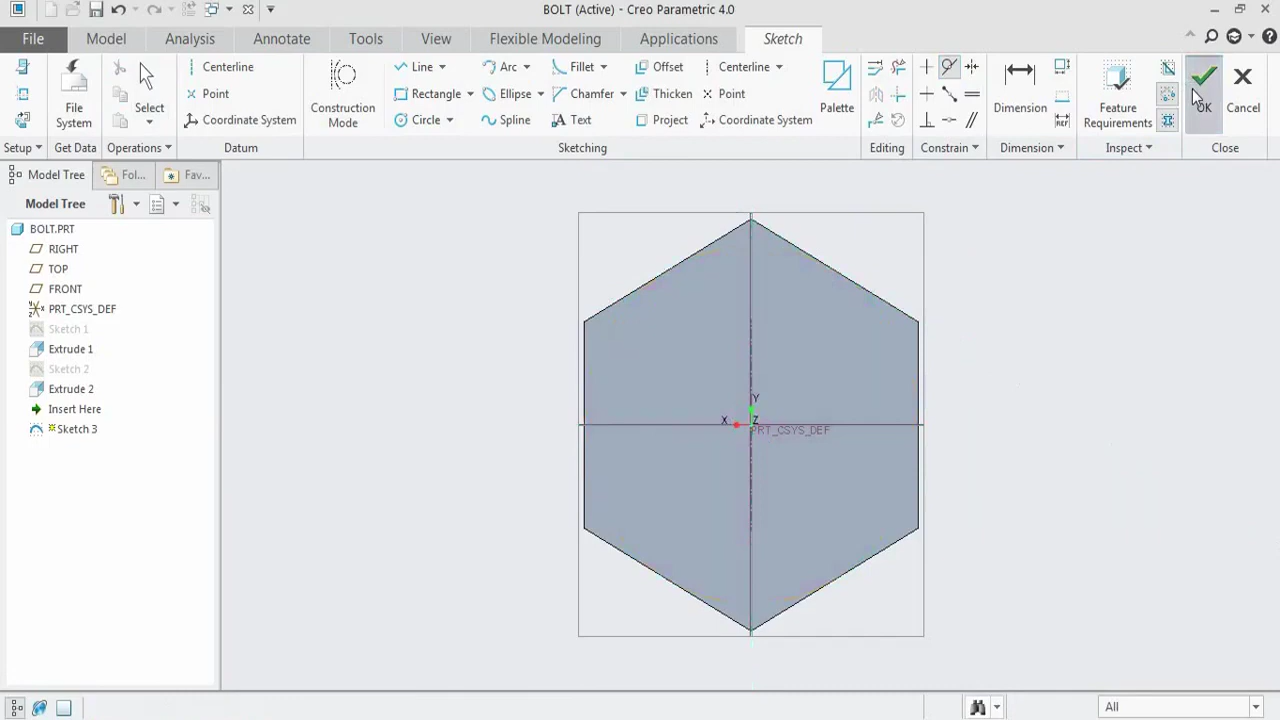 BOLT (Active) - Creo Parametric 4.0
File Model Analysis Annotate Tools View Flexible Modeling Applications Sketch
Centerline Line Arc Fillet Offset Centerline
File System Select Point Construction Mode Rectangle Ellipse Chamfer Thicken Point Palette Dimension Feature Requirements OK Cancel
Coordinate System Circle Spline Text Project Coordinate System
Setup Get Data Operations Datum Sketching Editing Constrain Dimension Inspect Close
Model Tree Fol... Fav...
Model Tree
BOLT.PRT
RIGHT
TOP
FRONT
PRT_CSYS_DEF
Sketch 1
Extrude 1
Sketch 2
Extrude 2
Insert Here
Sketch 3
Y
X Z
PRT_CSYS_DEF
All